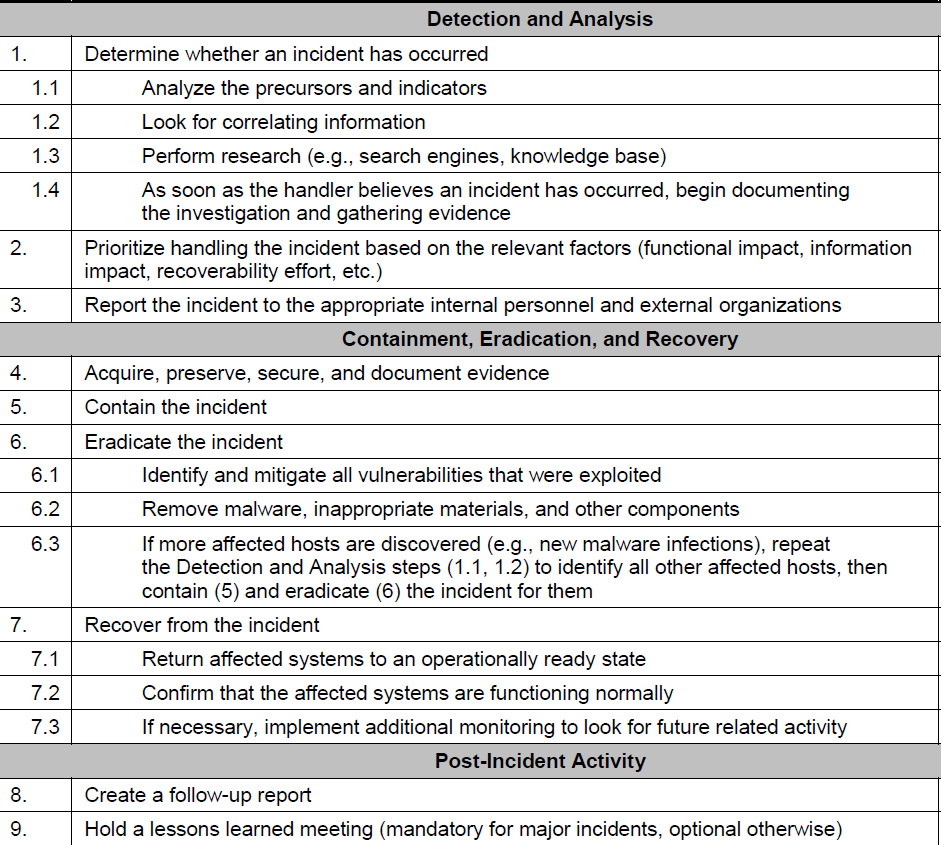 Detection and Analysis
1. Determine whether an incident has occurred
1.1 Analyze the precursors and indicators
1.2 Look for correlating information
1.3 Perform research (e.g., search engines, knowledge base)
1.4 As soon as the handler believes an incident has occurred, begin documenting
the investigation and gathering evidence
2. Prioritize handling the incident based on the relevant factors (functional impact, information
impact, recoverability effort, etc.)
3. Report the incident to the appropriate internal personnel and external organizations
Containment, Eradication, and Recovery
4. Acquire, preserve, secure, and document evidence
5. Contain the incident
6. Eradicate the incident
6.1 Identify and mitigate all vulnerabilities that were exploited
6.2 Remove malware, inappropriate materials, and other components
6.3 If more affected hosts are discovered (e.g., new malware infections), repeat
the Detection and Analysis steps (1.1, 1.2) to identify all other affected hosts, then
contain (5) and eradicate (6) the incident for them
7. Recover from the incident
7.1 Return affected systems to an operationally ready state
7.2 Confirm that the affected systems are functioning normally
7.3 If necessary, implement additional monitoring to look for future related activity
Post-Incident Activity
8. Create a follow-up report
9. Hold a lessons learned meeting (mandatory for major incidents, optional otherwise)